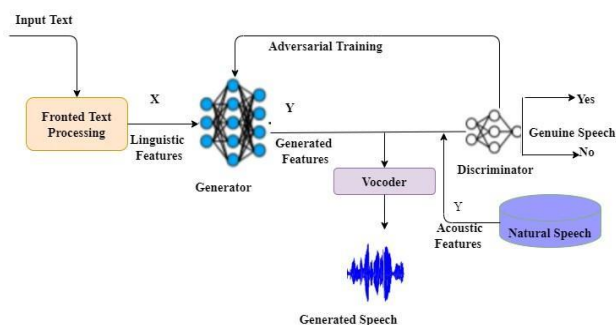 Input Text
Adversarial Training
Fronted Text
Processing
X
Linguistic
Features
Generator
Y
Generated
Features
Vocoder
Generated Speech
Discriminator
Yes
Genuine Speech
No
Y
Acoustic
Features
Natural Speech